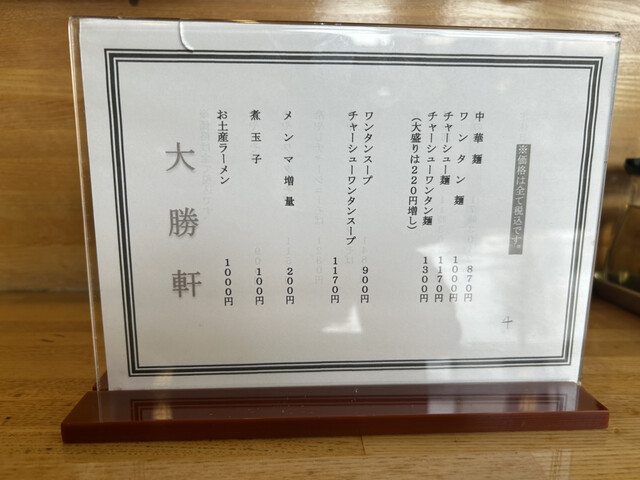 ※価格は全て税込です。
中華麺 870円
ワンタン麺 1000円
チャーシュー麺 1170円
チャーシューワンタン麺 1300円
(大盛りは220円増し)
ワンタンスープ 900円
チャーシューワンタンスープ 1170円
メンマ増量 200円
煮玉子 100円
お土産ラーメン 1000円
大勝軒